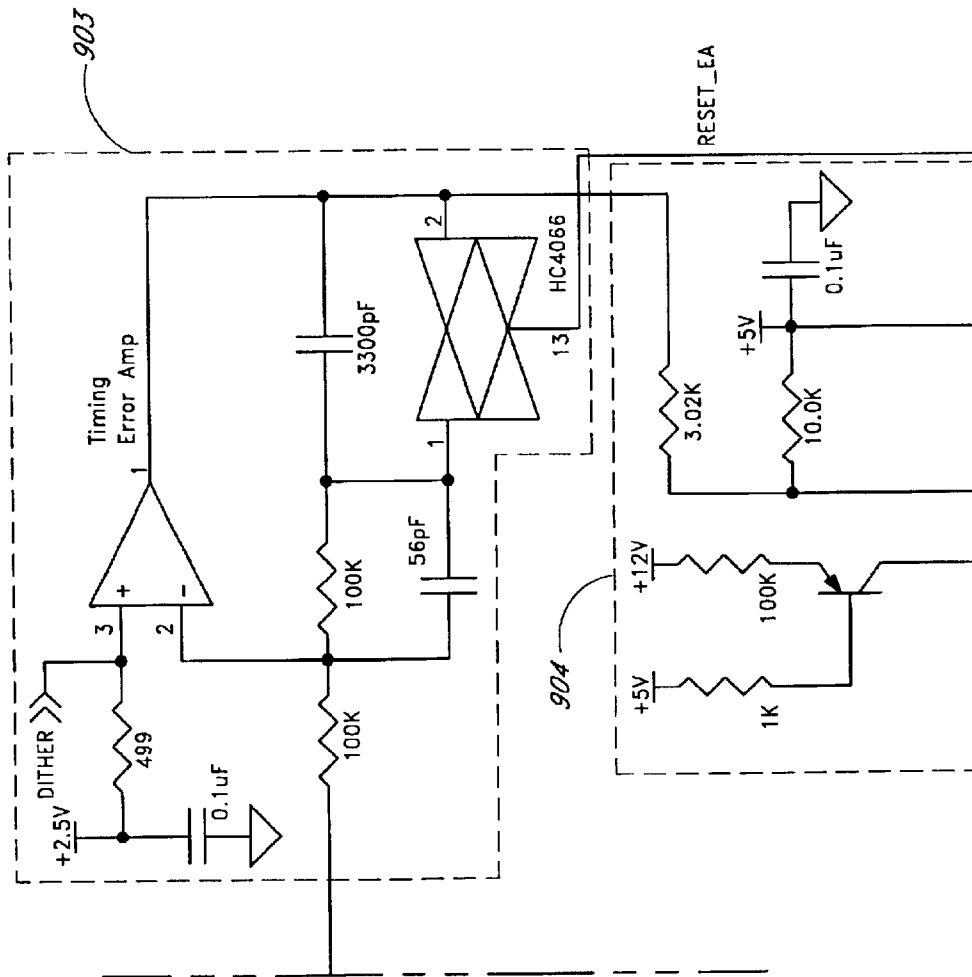 903
RESET_EA
Timing
Error Amp
1
3300pF
2
HC4066
13
1
3
+
2
-
100K
56pF
DITHER
499
+2.5V
0.1uF
100K
904
+5V
0.1uF
3.02K
10.0K
+12V
100K
+5V
1K